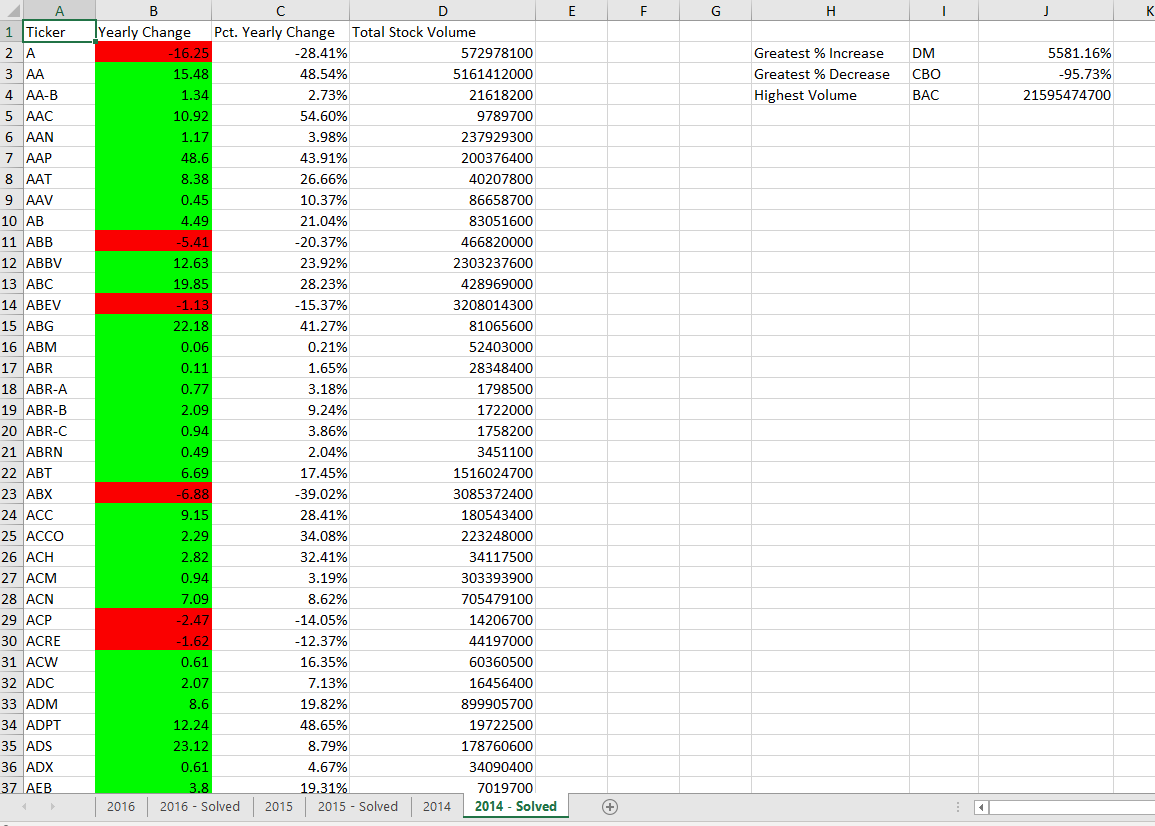 A B C D E F G H I J K
1 Ticker Yearly Change Pct. Yearly Change Total Stock Volume
2 A -16.25 -28.41% 572978100 Greatest % Increase DM 5581.16%
3 AA 15.48 48.54% 5161412000 Greatest % Decrease CBO -95.73%
4 AA-B 1.34 2.73% 21618200 Highest Volume BAC 21595474700
5 AAC 10.92 54.60% 9789700
6 AAN 1.17 3.98% 237929300
7 AAP 48.6 43.91% 200376400
8 AAT 8.38 26.66% 40207800
9 AAV 0.45 10.37% 86658700
10 AB 4.49 21.04% 83051600
11 ABB -5.41 -20.37% 466820000
12 ABBV 12.63 23.92% 2303237600
13 ABC 19.85 28.23% 428969000
14 ABEV -1.13 -15.37% 3208014300
15 ABG 22.18 41.27% 81065600
16 ABM 0.06 0.21% 52403000
17 ABR 0.11 1.65% 28348400
18 ABR-A 0.77 3.18% 1798500
19 ABR-B 2.09 9.24% 1722000
20 ABR-C 0.94 3.86% 1758200
21 ABRN 0.49 2.04% 3451100
22 ABT 6.69 17.45% 1516024700
23 ABX -6.88 -39.02% 3085372400
24 ACC 9.15 28.41% 180543400
25 ACCO 2.29 34.08% 223248000
26 ACH 2.82 32.41% 34117500
27 ACM 0.94 3.19% 303393900
28 ACN 7.09 8.62% 705479100
29 ACP -2.47 -14.05% 14206700
30 ACRE -1.62 -12.37% 44197000
31 ACW 0.61 16.35% 60360500
32 ADC 2.07 7.13% 16456400
33 ADM 8.6 19.82% 899905700
34 ADPT 12.24 48.65% 19722500
35 ADS 23.12 8.79% 178760600
36 ADX 0.61 4.67% 34090400
37 AEB 3.8 19.31% 7019700
2016 2016 - Solved 2015 2015 - Solved 2014 2014 - Solved